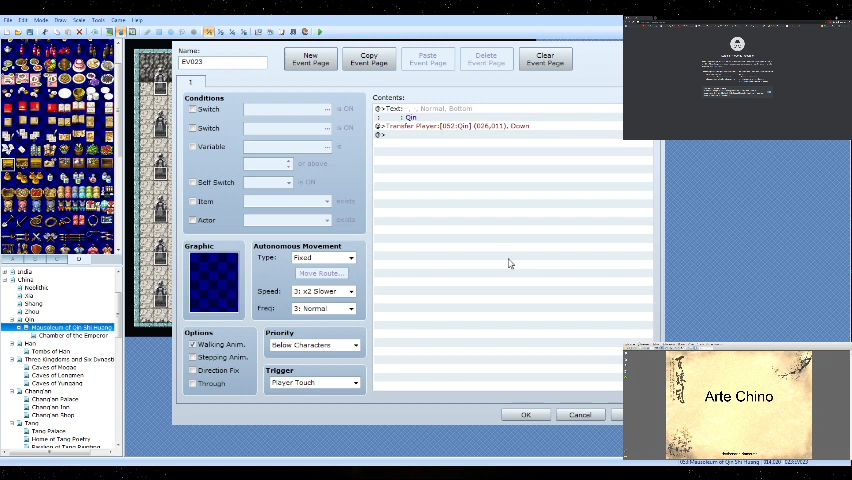 File Edit Mode Draw Scale Tools Game Help
Name:
EV023
New Event Page
Copy Event Page
Paste Event Page
Delete Event Page
Clear Event Page
1
Conditions
Switch ... is ON
Switch ... is ON
Variable ... is
or above
Self Switch is ON
Item exists
Actor exists
Graphic
Autonomous Movement
Type: Fixed
Move Route...
Speed: 3: x2 Slower
Freq: 3: Normal
Options
Walking Anim.
Stepping Anim.
Direction Fix
Through
Priority
Below Characters
Trigger
Player Touch
Contents:
@>Text: -, -, Normal, Bottom
: : Qin
@>Transfer Player:[052:Qin] (026,011), Down
@>
OK
Cancel
A B C D
India
China
Neolithic
Xia
Shang
Zhou
Qin
Mausoleum of Qin Shi Huang
Chamber of the Emperor
Han
Tombs of Han
Three Kingdoms and Six Dynasti
Caves of Mogao
Caves of Longmen
Caves of Yungang
Chang'an
Chang'an Palace
Chang'an Inn
Chang'an Shop
Tang
Tang Palace
Home of Tang Poetry
Arte Chino